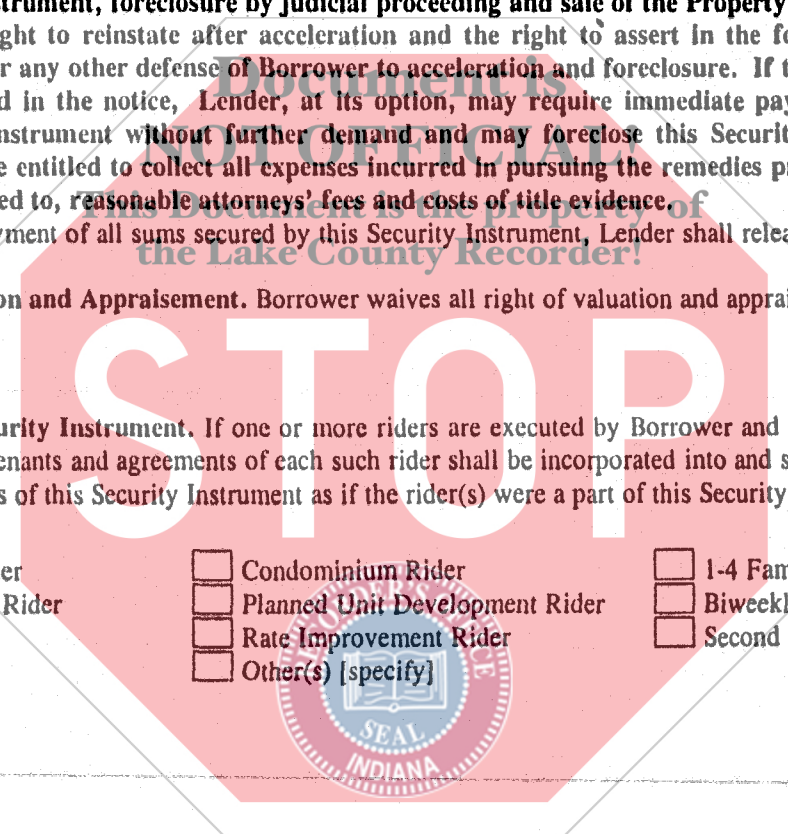 strument, foreclosure by judicial proceeding and sale of the Property
ght to reinstate after acceleration and the right to assert in the fo
r any other defense of Borrower to acceleration and foreclosure. If t
Document is
d in the notice, Lender, at its option, may require immediate pay
nstrument without further demand and may foreclose this Securit
NOT OFFICIAL!
e entitled to collect all expenses incurred in pursuing the remedies p
ed to, reasonable attorneys' fees and costs of title evidence.
This Document is the property of
yment of all sums secured by this Security Instrument, Lender shall relea
the Lake County Recorder!
on and Appraisement. Borrower waives all right of valuation and apprai
STOP
urity Instrument. If one or more riders are executed by Borrower and
enants and agreements of each such rider shall be incorporated into and s
s of this Security Instrument as if the rider(s) were a part of this Security
er Condominium Rider 1-4 Fam
Rider Planned Unit Development Rider Biweekl
Rate Improvement Rider Second
Other(s) [specify]
RECORDER'S OFFICE
SEAL
INDIANA